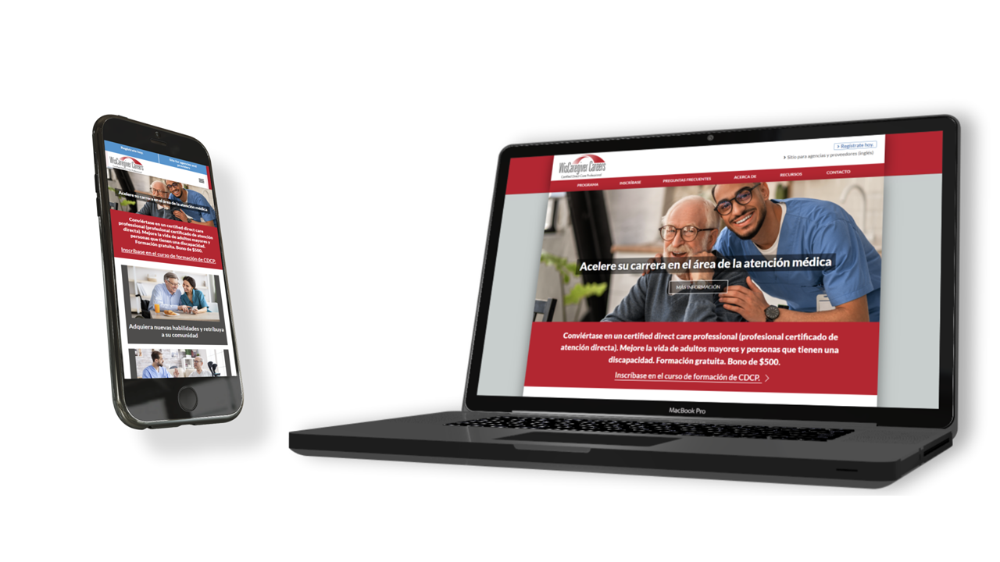 Regístrate hoy.
WisCaregiver Careers
Acelere su carrera en el área de la atención médica
Conviértase en un certified direct care
professional (profesional certificado de atención
directa). Mejore la vida de adultos mayores y
personas que tienen una discapacidad.
Formación gratuita. Bono de $500.
Inscríbase en el curso de formación de CDCP.
Adquiera nuevas habilidades y retribuya
a su comunidad
Regístrate hoy.
Sitio para agencias y proveedores (inglés)
WisCaregiver Careers
Certified Direct Care Professional
PROGRAMA INSCRÍBASE PREGUNTAS FRECUENTES ACERCA DE RECURSOS CONTACTO
Acelere su carrera en el área de la atención médica
MÁS INFORMACIÓN
Conviértase en un certified direct care professional (profesional certificado de
atención directa). Mejore la vida de adultos mayores y personas que tienen una
discapacidad. Formación gratuita. Bono de $500.
Inscríbase en el curso de formación de CDCP.
MacBook Pro